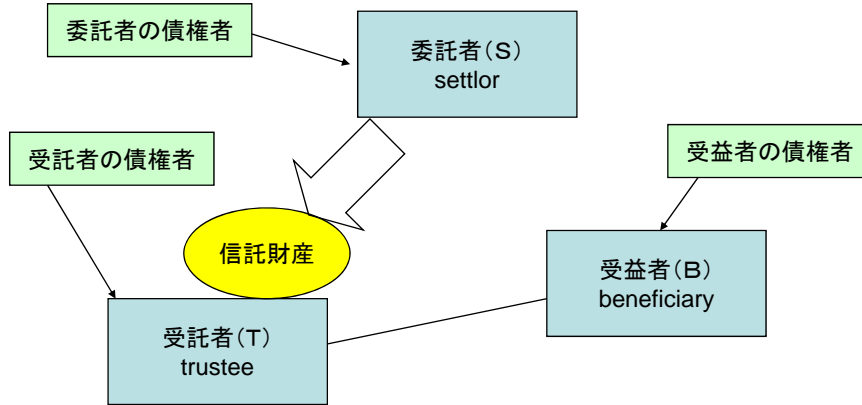 委託者の債権者
委託者(S)
settlor
受託者の債権者
受益者の債権者
信託財産
受益者(B)
beneficiary
受託者(T)
trustee